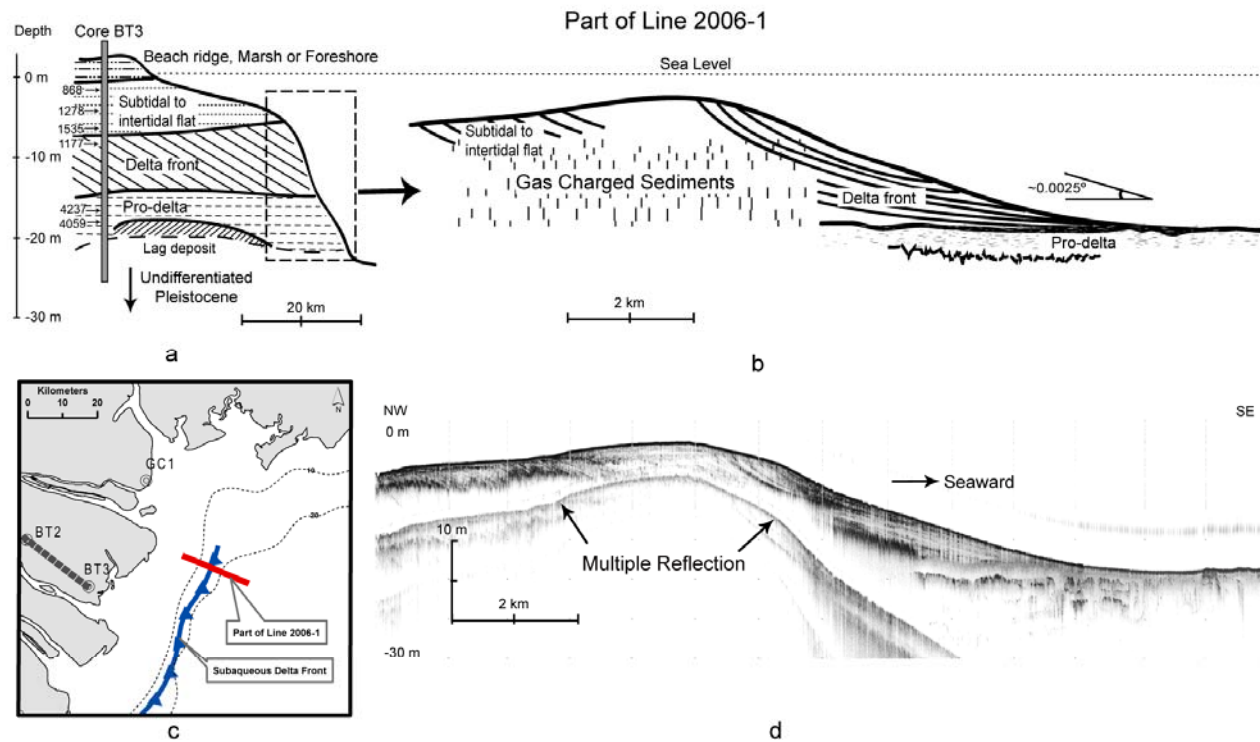 Part of Line 2006-1
Depth
Core BT3
Beach ridge, Marsh or Foreshore
Sea Level
0 m
868
1278
1535
1177
Subtidal to
intertidal flat
-10 m
Delta front
Pro-delta
4237
4059
-20 m
Lag deposit
Undifferentiated
Pleistocene
20 km
-30 m
a
Subtidal to
intertidal flat
Gas Charged Sediments
Delta front
~0.0025º
Pro-delta
2 km
b
Kilometers
0 10 20
N
GC1
10
20
BT2
BT3
Part of Line 2006-1
Subaqueous Delta Front
c
NW
SE
0 m
Seaward
10 m
Multiple Reflection
2 km
-30 m
d